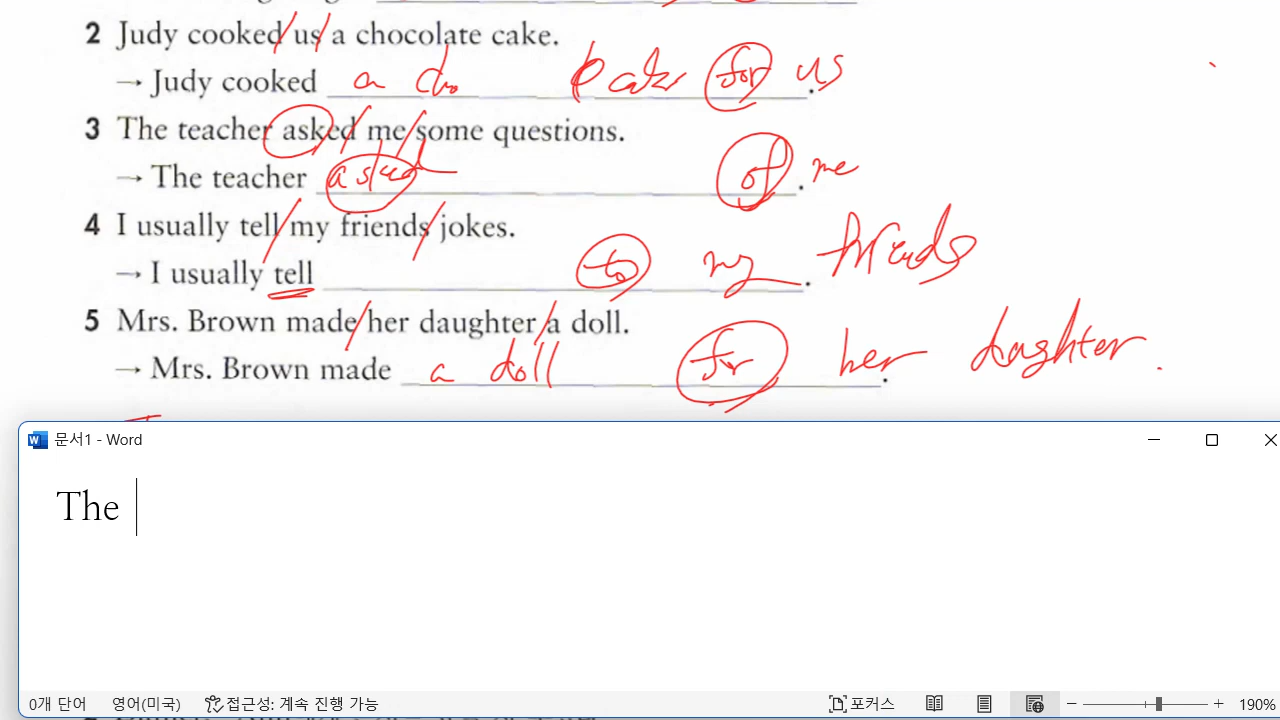 2 Judy cooked us a chocolate cake.
→ Judy cooked a cho cake for us.
3 The teacher asked me some questions.
→ The teacher asked of me.
4 I usually tell my friends jokes.
→ I usually tell to my friends.
5 Mrs. Brown made her daughter a doll.
→ Mrs. Brown made a doll for her daughter.
문서1 - Word
The
0개 단어 영어(미국) 접근성: 계속 진행 가능 포커스 190%